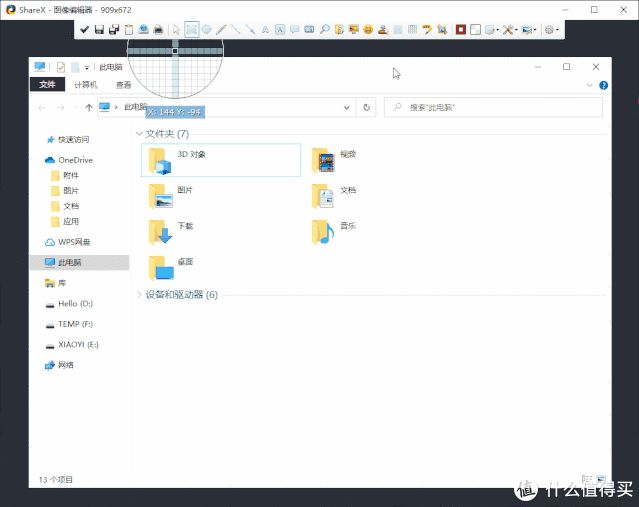 ShareX - 图像编辑器 - 909x672
此电脑
文件 计算机 查看
此电脑
搜索"此电脑"
X: 144 Y: -94
快速访问
OneDrive
附件
图片
文档
应用
WPS网盘
此电脑
库
Hello (D:)
TEMP (F:)
XIAOYI (E:)
网络
文件夹 (7)
3D 对象
视频
图片
文档
下载
音乐
桌面
设备和驱动器 (6)
13 个项目
值 什么值得买